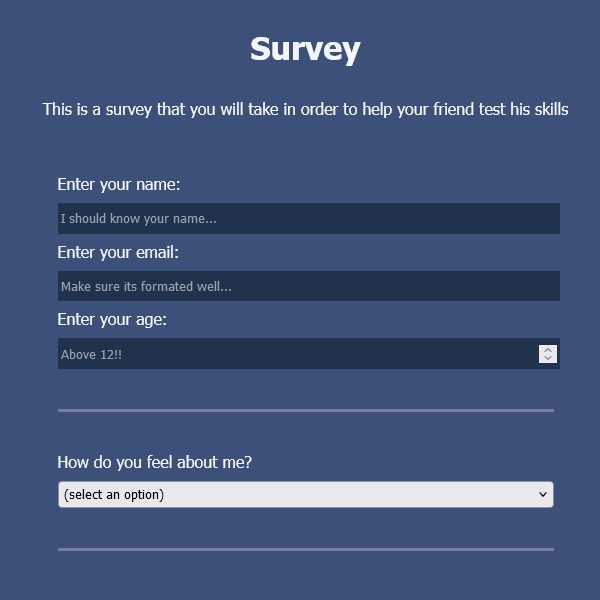 Survey
This is a survey that you will take in order to help your friend test his skills
Enter your name:
I should know your name...
Enter your email:
Make sure its formated well...
Enter your age:
Above 12!!
How do you feel about me?
(select an option)